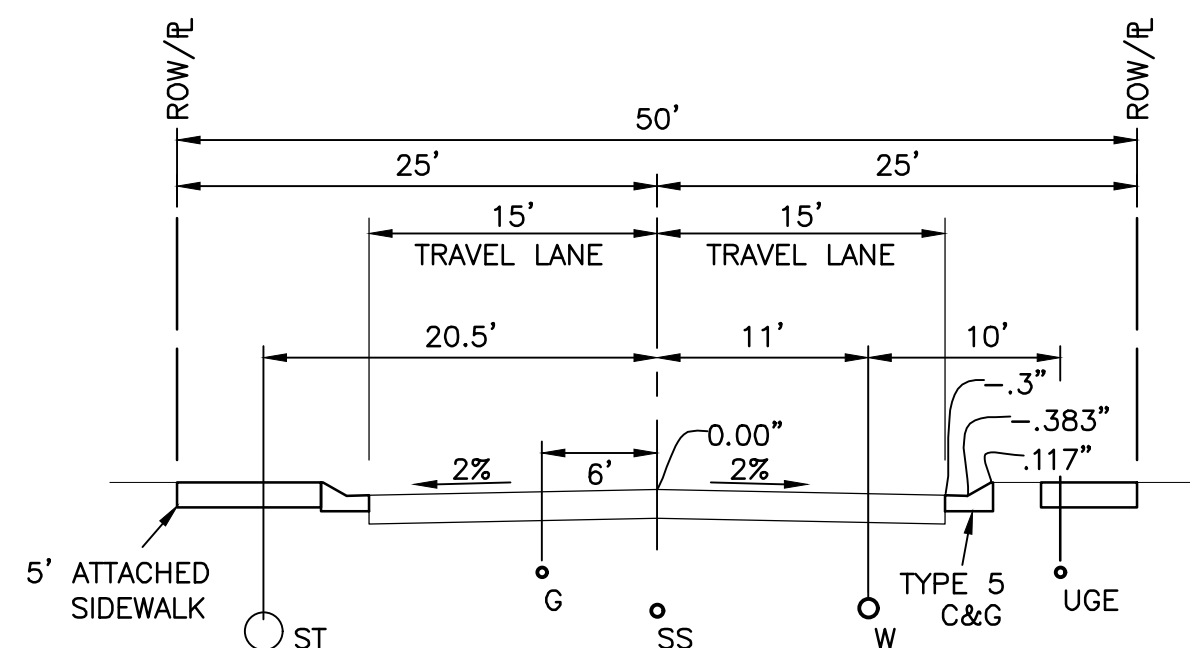 ROW/PL
ROW/PL
50'
25'
25'
15'
15'
TRAVEL LANE
TRAVEL LANE
20.5'
11'
10'
-.3"
-.383"
.117"
0.00"
2%
6'
2%
5' ATTACHED
SIDEWALK
ST
G
SS
W
TYPE 5
C&G
UGE